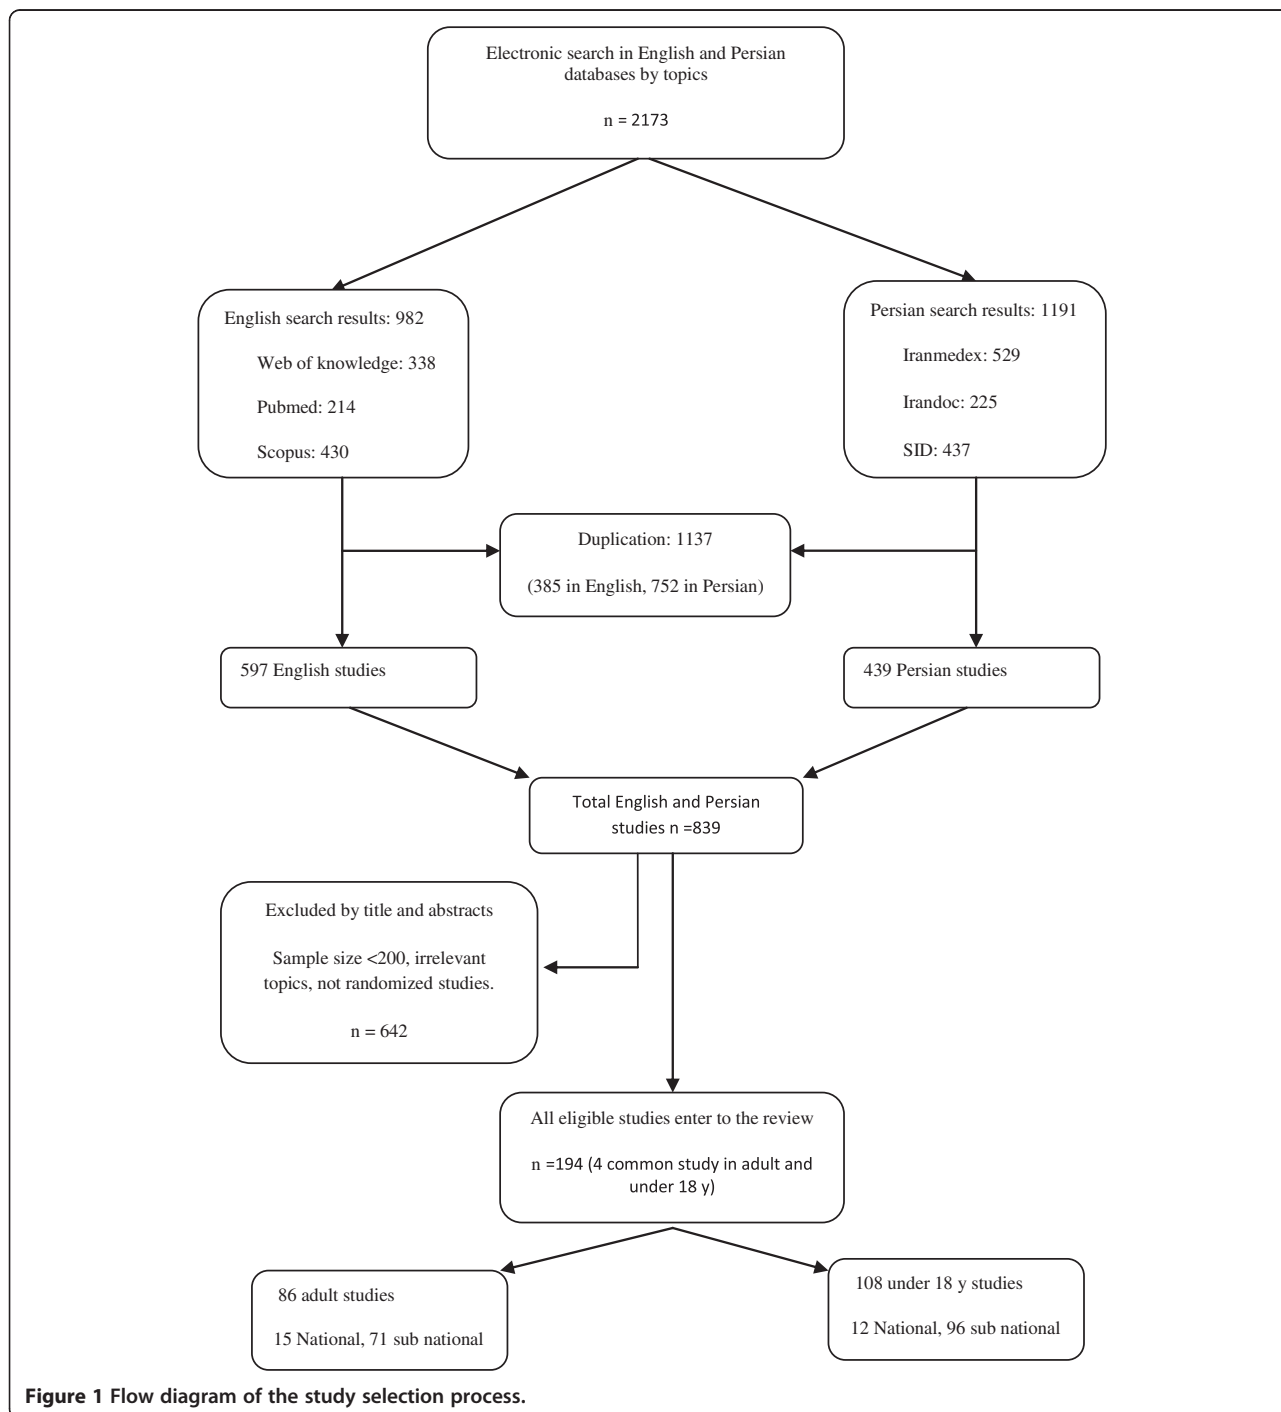 Electronic search in English and Persian
databases by topics
n = 2173
English search results: 982
Web of knowledge: 338
Pubmed: 214
Scopus: 430
Persian search results: 1191
Iranmedex: 529
Irandoc: 225
SID: 437
Duplication: 1137
(385 in English, 752 in Persian)
597 English studies
439 Persian studies
Total English and Persian
studies n =839
Excluded by title and abstracts
Sample size <200, irrelevant
topics, not randomized studies.
n = 642
All eligible studies enter to the review
n =194 (4 common study in adult and
under 18 y)
86 adult studies
15 National, 71 sub national
108 under 18 y studies
12 National, 96 sub national
Figure 1 Flow diagram of the study selection process.